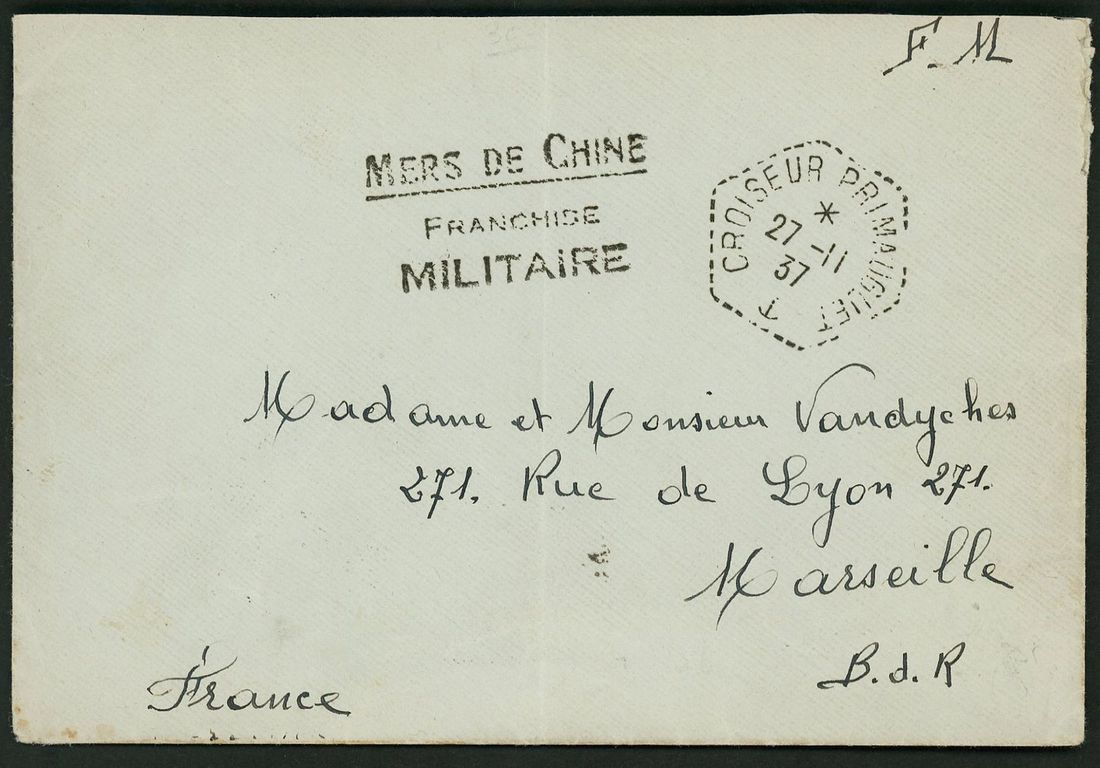 F. M
MERS DE CHINE
FRANCHISE
MILITAIRE
CROISEUR PRIMAUGUET
*
27 -11
37
T
Madame et Monsieur Vandyches
271. Rue de Lyon 271.
Marseille
B.d.R
France